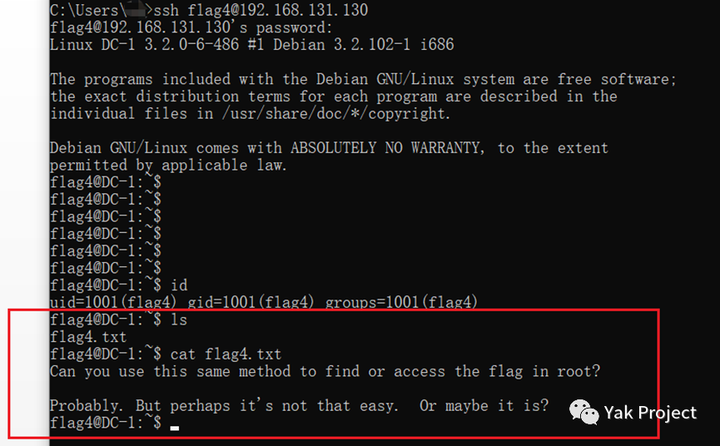 C:\Users\>ssh flag4@192.168.131.130
flag4@192.168.131.130's password:
Linux DC-1 3.2.0-6-486 #1 Debian 3.2.102-1 i686
The programs included with the Debian GNU/Linux system are free software;
the exact distribution terms for each program are described in the
individual files in /usr/share/doc/*/copyright.
Debian GNU/Linux comes with ABSOLUTELY NO WARRANTY, to the extent
permitted by applicable law.
flag4@DC-1:~$
flag4@DC-1:~$
flag4@DC-1:~$
flag4@DC-1:~$
flag4@DC-1:~$
flag4@DC-1:~$
flag4@DC-1:~$ id
uid=1001(flag4) gid=1001(flag4) groups=1001(flag4)
flag4@DC-1:~$ ls
flag4.txt
flag4@DC-1:~$ cat flag4.txt
Can you use this same method to find or access the flag in root?
Probably. But perhaps it's not that easy.  Or maybe it is?
flag4@DC-1:~$
Yak Project